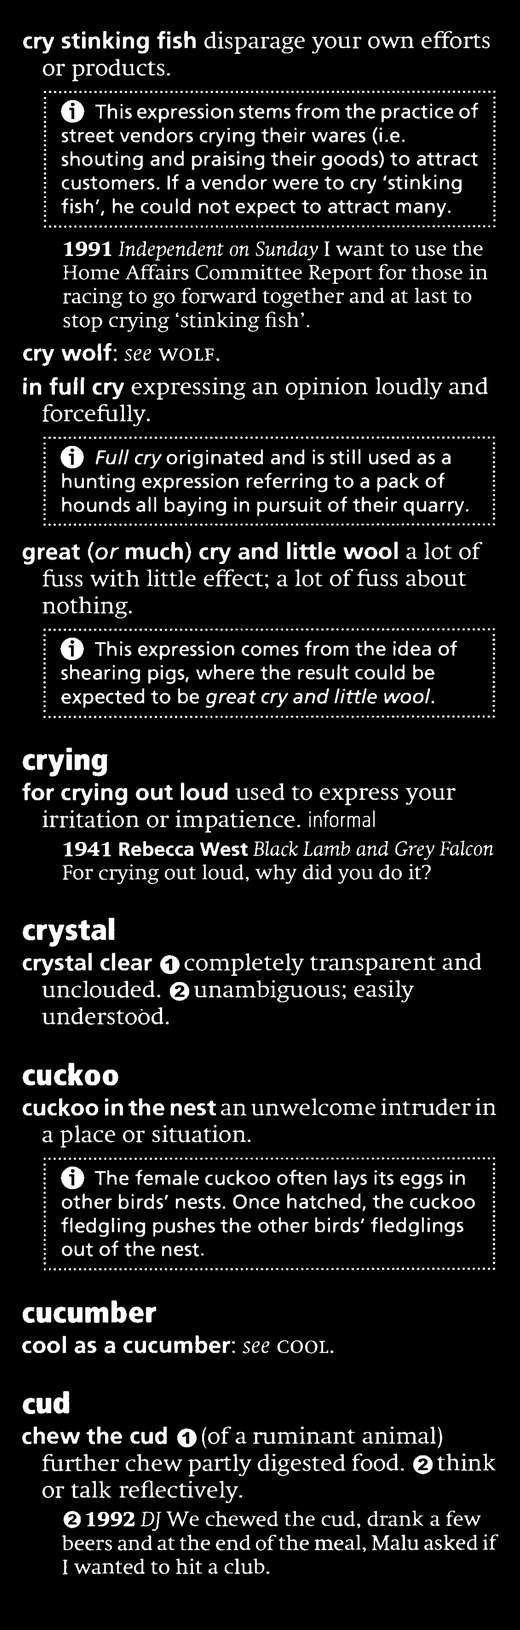 cry stinking fish disparage your own efforts
or products.
i This expression stems from the practice of
street vendors crying their wares (i.e.
shouting and praising their goods) to attract
customers. If a vendor were to cry ‘stinking
fish’, he could not expect to attract many.
1991 Independent on Sunday I want to use the
Home Affairs Committee Report for those in
racing to go forward together and at last to
stop crying ‘stinking fish’.
cry wolf: see WOLF.
in full cry expressing an opinion loudly and
forcefully.
i Full cry originated and is still used as a
hunting expression referring to a pack of
hounds all baying in pursuit of their quarry.
great (or much) cry and little wool a lot of
fuss with little effect; a lot of fuss about
nothing.
i This expression comes from the idea of
shearing pigs, where the result could be
expected to be great cry and little wool.
crying
for crying out loud used to express your
irritation or impatience. informal
1941 Rebecca West Black Lamb and Grey Falcon
For crying out loud, why did you do it?
crystal
crystal clear ❶ completely transparent and
unclouded. ❷ unambiguous; easily
understood.
cuckoo
cuckoo in the nest an unwelcome intruder in
a place or situation.
i The female cuckoo often lays its eggs in
other birds’ nests. Once hatched, the cuckoo
fledgling pushes the other birds’ fledglings
out of the nest.
cucumber
cool as a cucumber: see COOL.
cud
chew the cud ❶ (of a ruminant animal)
further chew partly digested food. ❷ think
or talk reflectively.
❷ 1992 DJ We chewed the cud, drank a few
beers and at the end of the meal, Malu asked if
I wanted to hit a club.